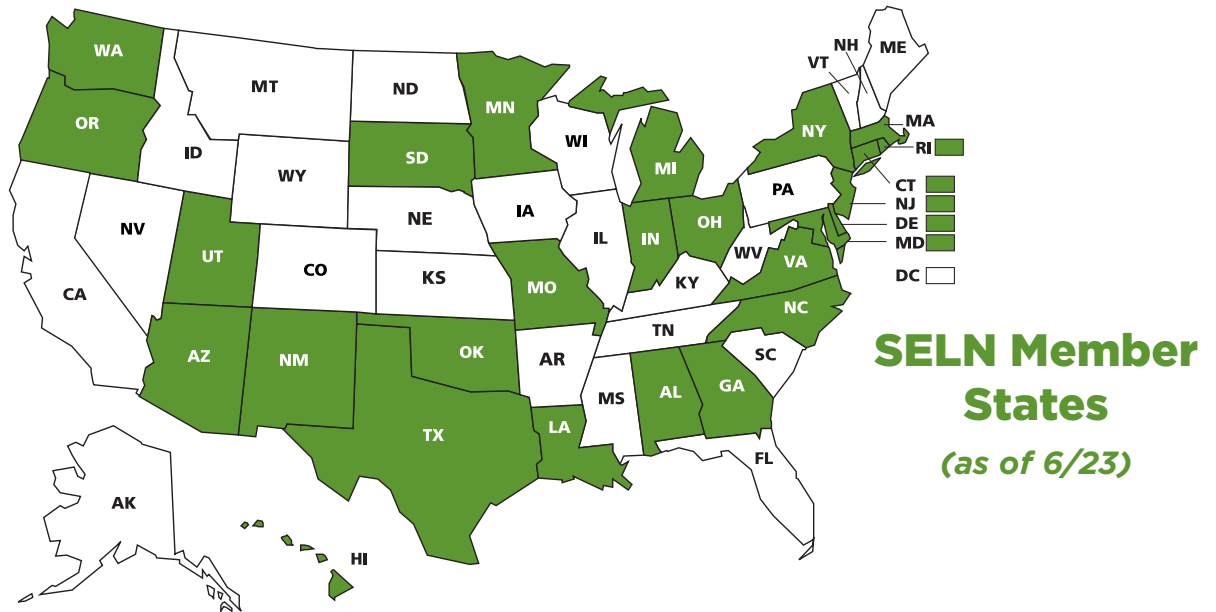 WA
MT
ND
MN
OR
ID
SD
WI
MI
NY
VT
NH
ME
MA
RI
CT
NJ
DE
MD
DC
WY
NE
IA
PA
NV
UT
CO
KS
IL
IN
OH
WV
VA
CA
MO
KY
NC
TN
SC
AZ
NM
OK
AR
MS
AL
GA
TX
LA
FL
AK
HI
SELN Member
States
(as of 6/23)